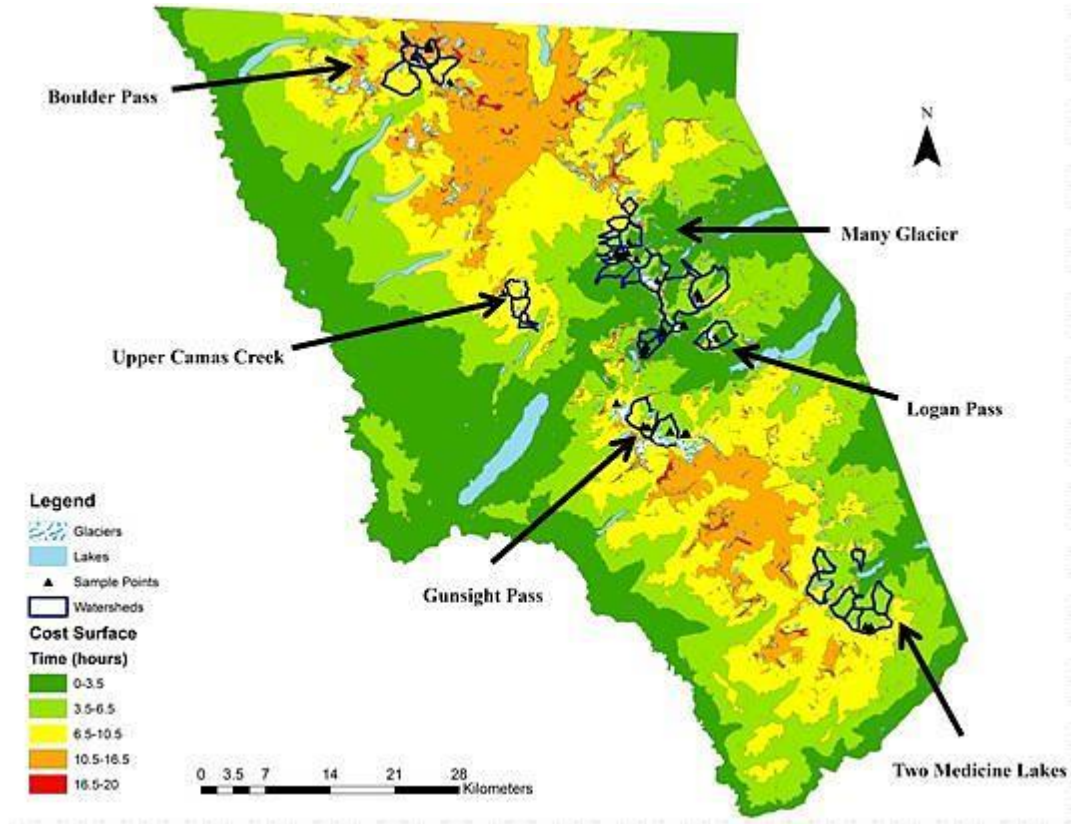 Boulder Pass
N
Many Glacier
Upper Camas Creek
Logan Pass
Gunsight Pass
Two Medicine Lakes
Legend
Glaciers
Lakes
Sample Points
Watersheds
Cost Surface
Time (hours)
0-3.5
3.5-6.5
6.5-10.5
10.5-16.5
16.5-20
0 3.5 7 14 21 28
Kilometers